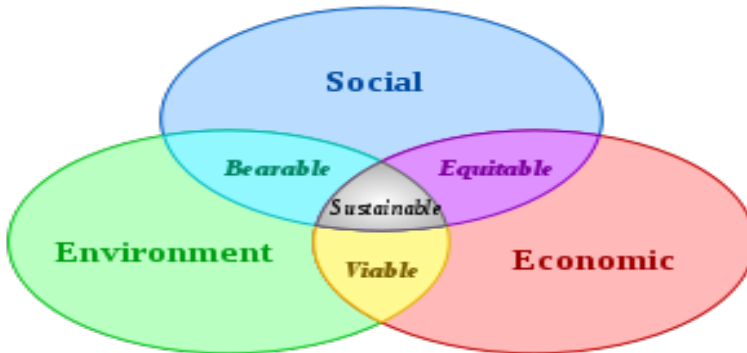 Social
Bearable
Equitable
Sustainable
Environment
Viable
Economic